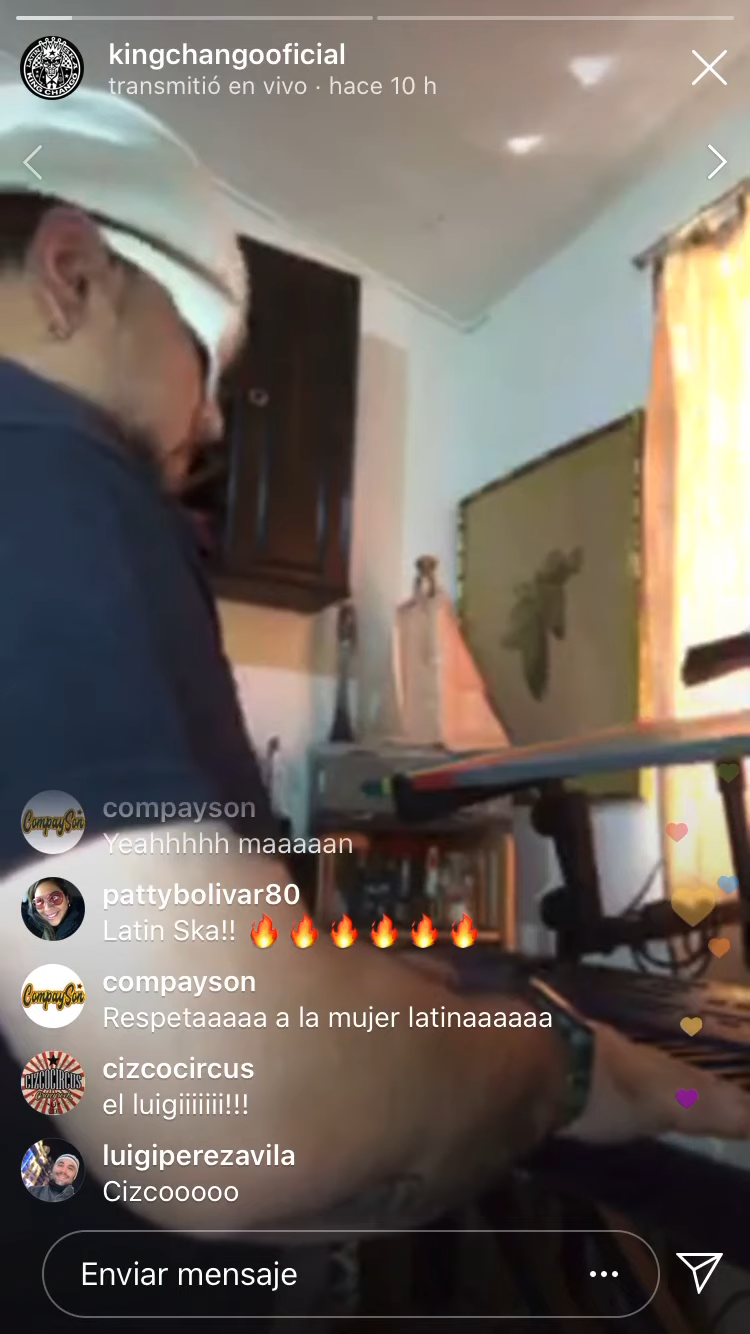 kingchangooficial
transmitió en vivo · hace 10 h
compayson
Yeahhhhh maaaaan
pattybolivar80
Latin Ska!! 🔥 🔥 🔥 🔥 🔥 🔥
compayson
Respetaaaaa a la mujer latinaaaaaa
cizcocircus
el luigiiiiiii!!!
luigiperezavila
Cizcooooo
Enviar mensaje